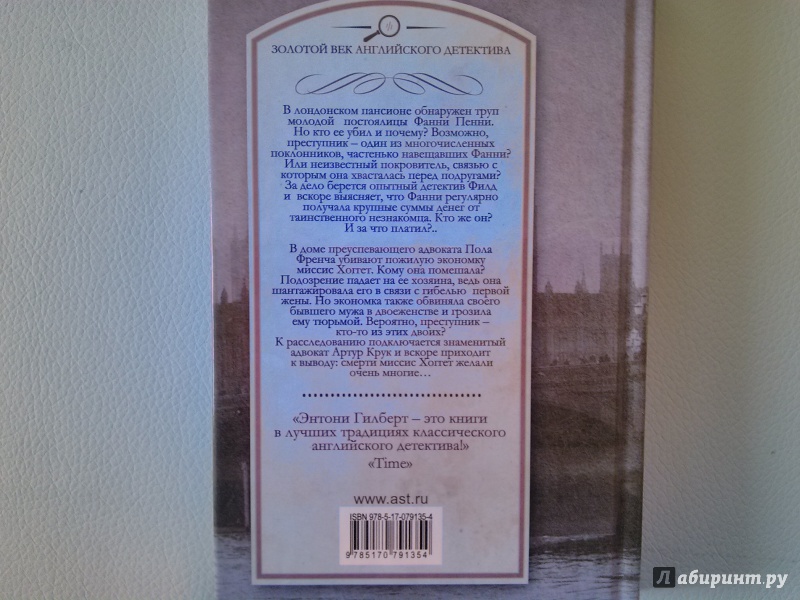 ЗОЛОТОЙ ВЕК АНГЛИЙСКОГО ДЕТЕКТИВА
В лондонском пансионе обнаружен труп
молодой постоялицы Фанни Пенни.
Но кто ее убил и почему? Возможно,
преступник – один из многочисленных
поклонников, частенько навещавших Фанни?
Или неизвестный покровитель, связью с
которым она хвасталась перед подругами?
За дело берется опытный детектив Филд
и вскоре выясняет, что Фанни регулярно
получала крупные суммы денег от
таинственного незнакомца. Кто же он?
И за что платил?..
В доме преуспевающего адвоката Пола
Френча убивают пожилую экономку
миссис Хоггет. Кому она помешала?
Подозрение падает на ее хозяина, ведь она
шантажировала его в связи с гибелью первой
жены. Но экономка также обвиняла своего
бывшего мужа в двоеженстве и грозила
ему тюрьмой. Вероятно, преступник –
кто-то из этих двоих?
К расследованию подключается знаменитый
адвокат Артур Крук и вскоре приходит
к выводу: смерти миссис Хоггет желали
очень многие…
«Энтони Гилберт – это книги
в лучших традициях классического
английского детектива!»
«Time»
www.ast.ru
ISBN 978-5-17-079135-4
9 785170 791354
Лабиринт.ру